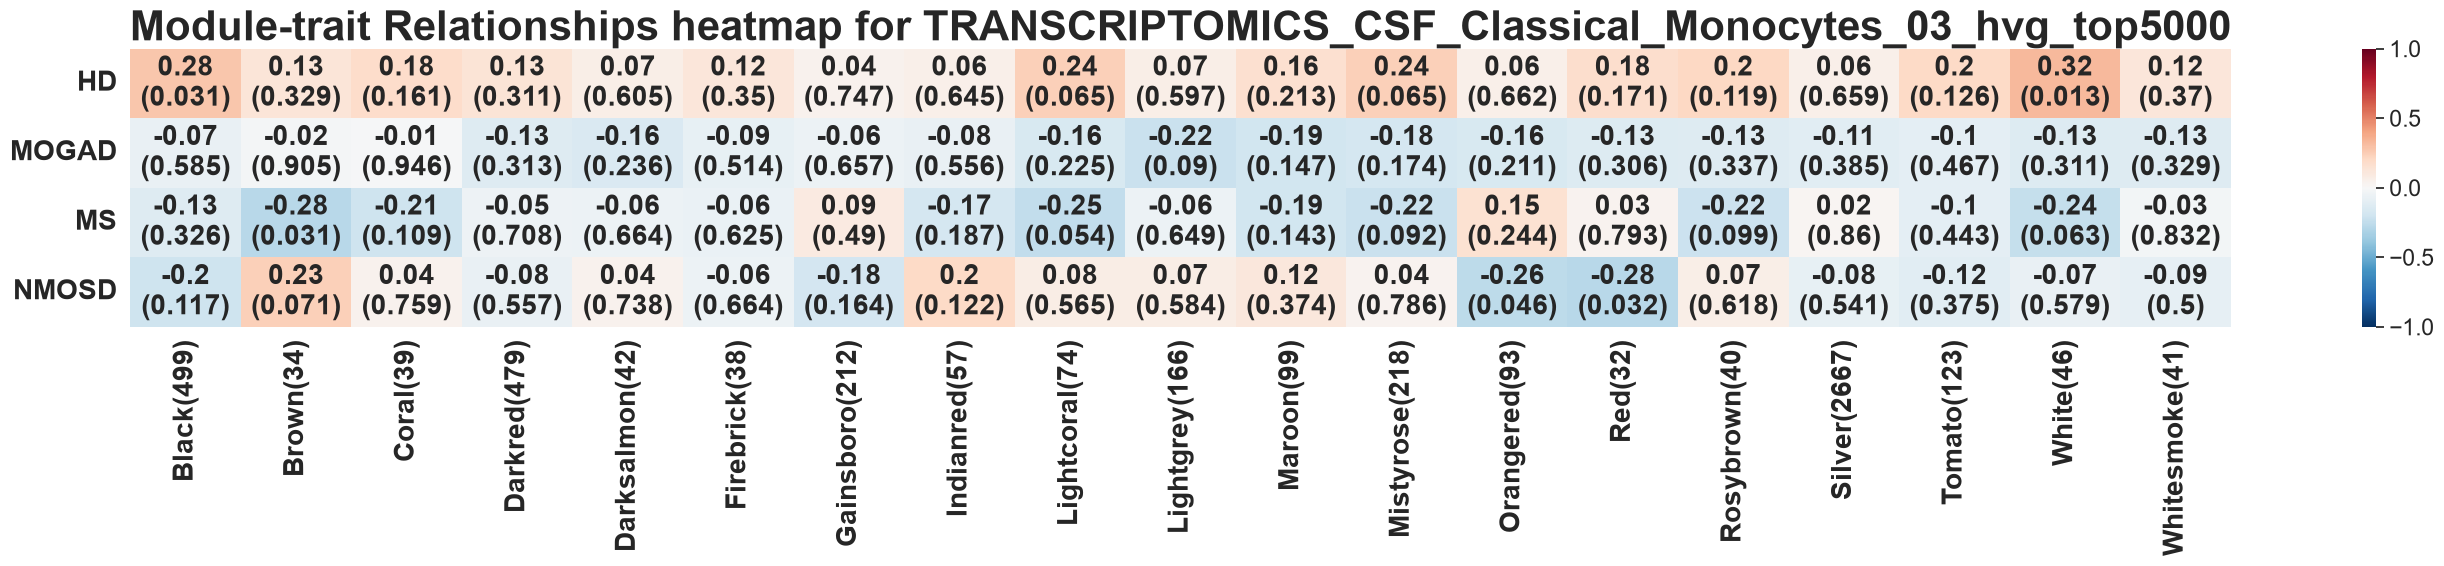 Module-trait Relationships heatmap for TRANSCRIPTOMICS_CSF_Classical_Monocytes_03_hvg_top5000
HD 0.28 0.13 0.18 0.13 0.07 0.12 0.04 0.06 0.24 0.07 0.16 0.24 0.06 0.18 0.2 0.06 0.2 0.32 0.12
(0.031) (0.329) (0.161) (0.311) (0.605) (0.35) (0.747) (0.645) (0.065) (0.597) (0.213) (0.065) (0.662) (0.171) (0.119) (0.659) (0.126) (0.013) (0.37)
MOGAD -0.07 -0.02 -0.01 -0.13 -0.16 -0.09 -0.06 -0.08 -0.16 -0.22 -0.19 -0.18 -0.16 -0.13 -0.13 -0.11 -0.1 -0.13 -0.13
(0.585) (0.905) (0.946) (0.313) (0.236) (0.514) (0.657) (0.556) (0.225) (0.09) (0.147) (0.174) (0.211) (0.306) (0.337) (0.385) (0.467) (0.311) (0.329)
MS -0.13 -0.28 -0.21 -0.05 -0.06 -0.06 0.09 -0.17 -0.25 -0.06 -0.19 -0.22 0.15 0.03 -0.22 0.02 -0.1 -0.24 -0.03
(0.326) (0.031) (0.109) (0.708) (0.664) (0.625) (0.49) (0.187) (0.054) (0.649) (0.143) (0.092) (0.244) (0.793) (0.099) (0.86) (0.443) (0.063) (0.832)
NMOSD -0.2 0.23 0.04 -0.08 0.04 -0.06 -0.18 0.2 0.08 0.07 0.12 0.04 -0.26 -0.28 0.07 -0.08 -0.12 -0.07 -0.09
(0.117) (0.071) (0.759) (0.557) (0.738) (0.664) (0.164) (0.122) (0.565) (0.584) (0.374) (0.786) (0.046) (0.032) (0.618) (0.541) (0.375) (0.579) (0.5)
Black(499)
Brown(34)
Coral(39)
Darkred(479)
Darksalmon(42)
Firebrick(38)
Gainsboro(212)
Indianred(57)
Lightcoral(74)
Lightgrey(166)
Maroon(99)
Mistyrose(218)
Orangered(93)
Red(32)
Rosybrown(40)
Silver(2667)
Tomato(123)
White(46)
Whitesmoke(41)
1.0
0.5
0.0
−0.5
−1.0